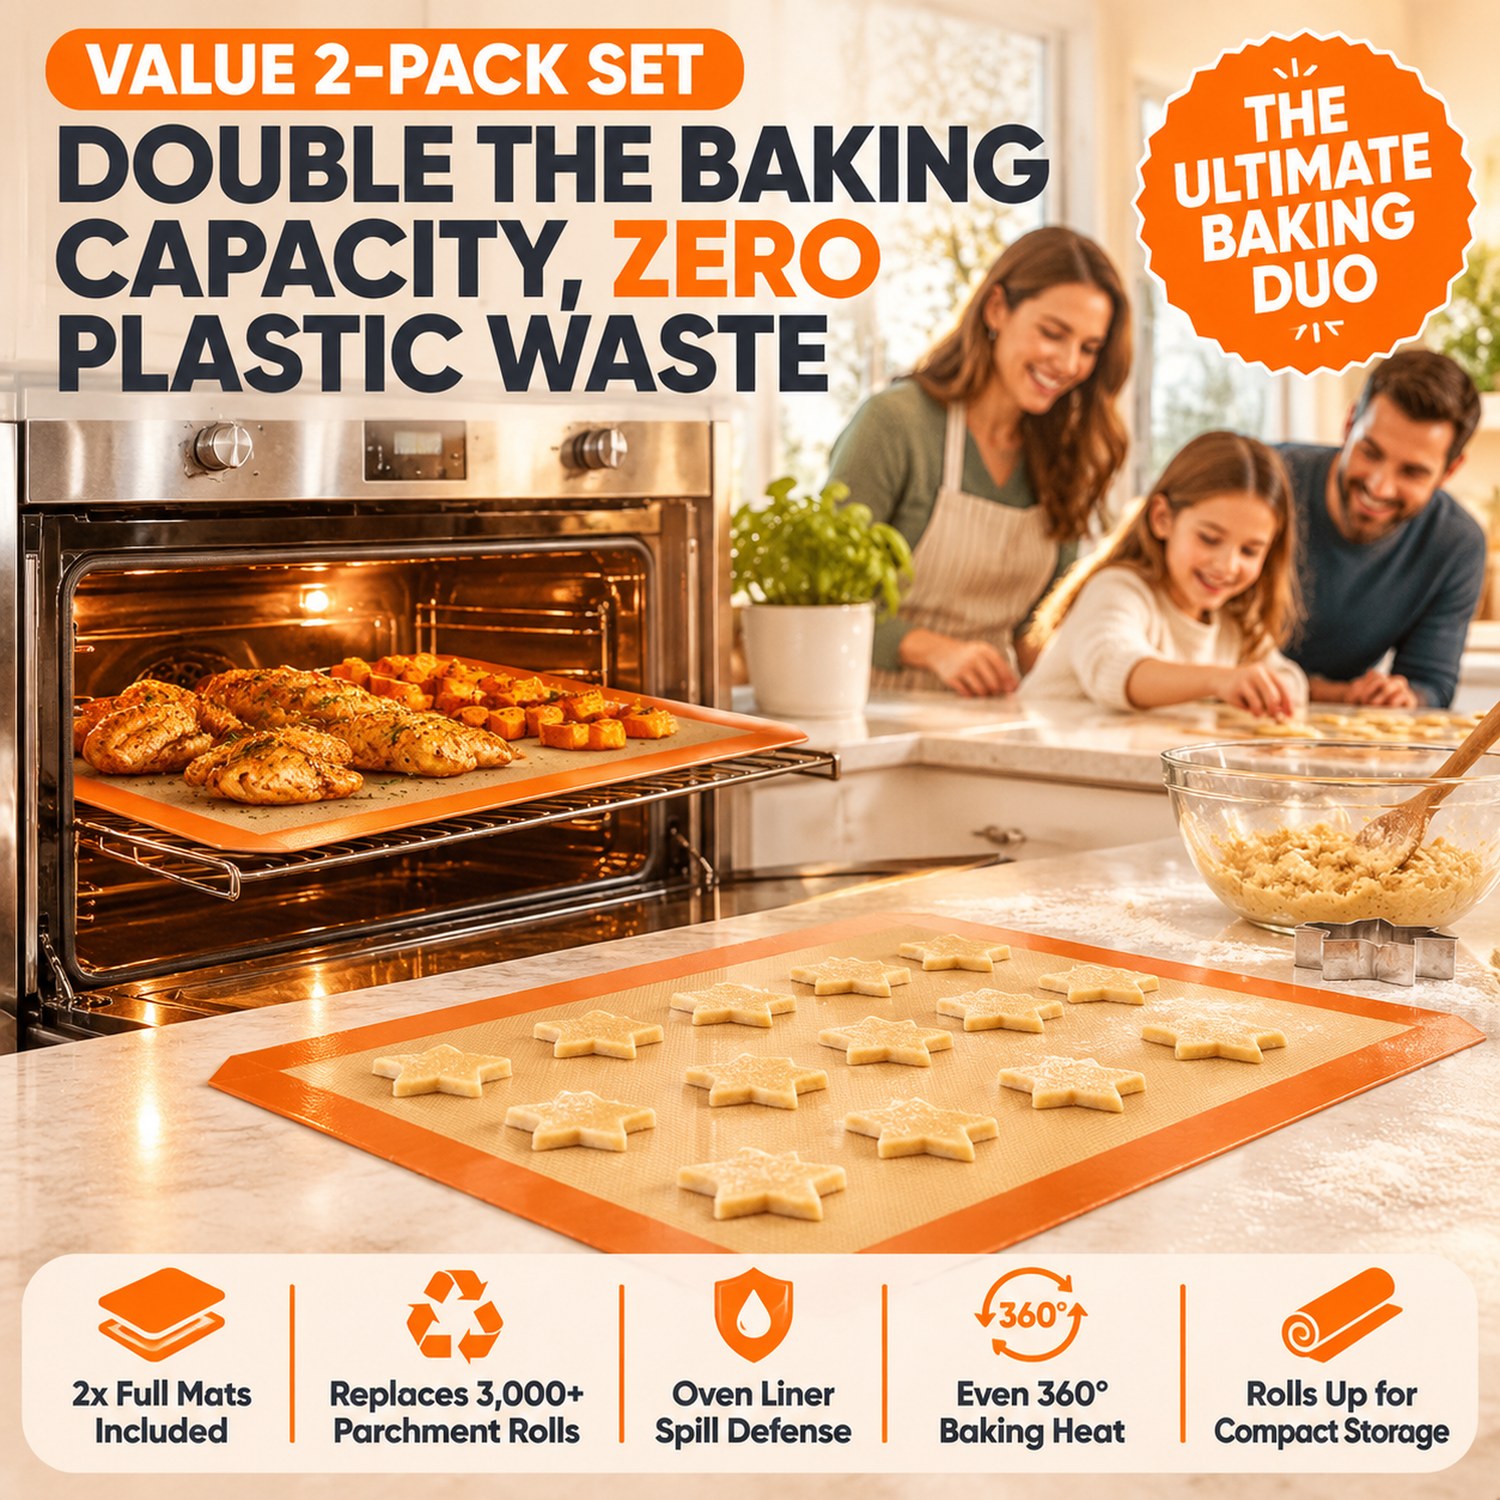 VALUE 2-PACK SET
DOUBLE THE BAKING
CAPACITY, ZERO
PLASTIC WASTE
THE
ULTIMATE
BAKING
DUO
2x Full Mats
Included
Replaces 3,000+
Parchment Rolls
Oven Liner
Spill Defense
360°
Even 360°
Baking Heat
Rolls Up for
Compact Storage